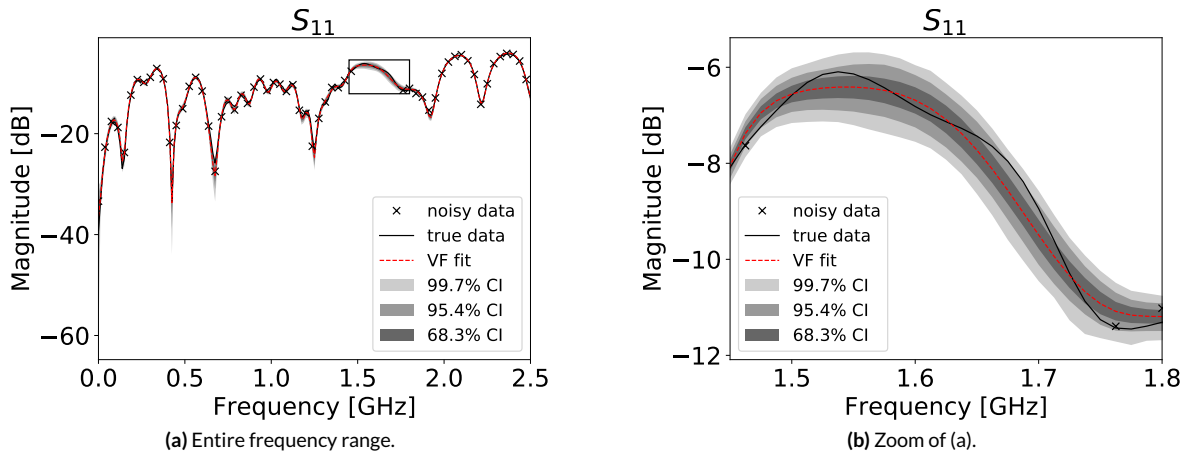 S11
Magnitude [dB]
−20
−40
−60
0.0 0.5 1.0 1.5 2.0 2.5
Frequency [GHz]
noisy data
true data
VF fit
99.7% CI
95.4% CI
68.3% CI
(a) Entire frequency range.
S11
Magnitude [dB]
−6
−8
−10
−12
1.5 1.6 1.7 1.8
Frequency [GHz]
noisy data
true data
VF fit
99.7% CI
95.4% CI
68.3% CI
(b) Zoom of (a).